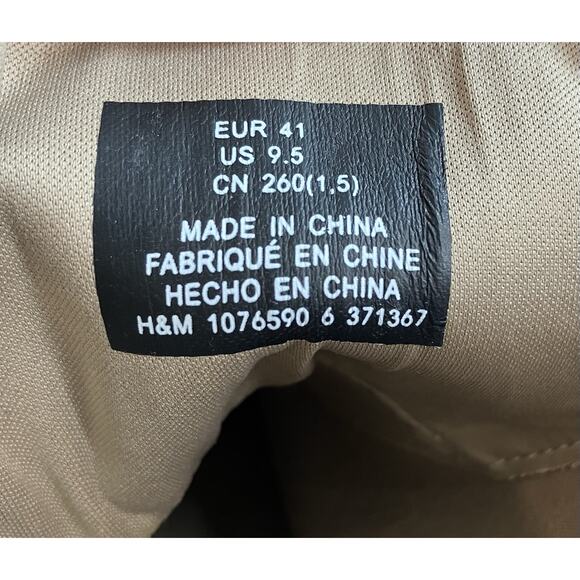 EUR 41
US 9.5
CN 260(1,5)
MADE IN CHINA
FABRIQUÉ EN CHINE
HECHO EN CHINA
H&M 1076590 6 371367